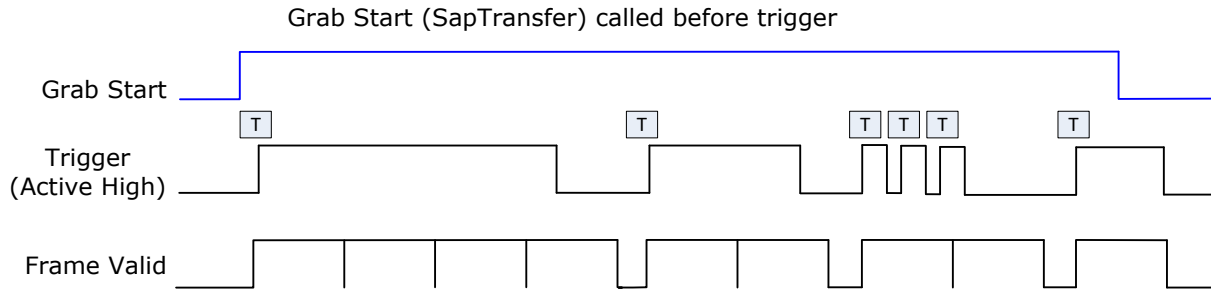 Grab Start (SapTransfer) called before trigger
Grab Start
T T T T T T
Trigger
(Active High)
Frame Valid